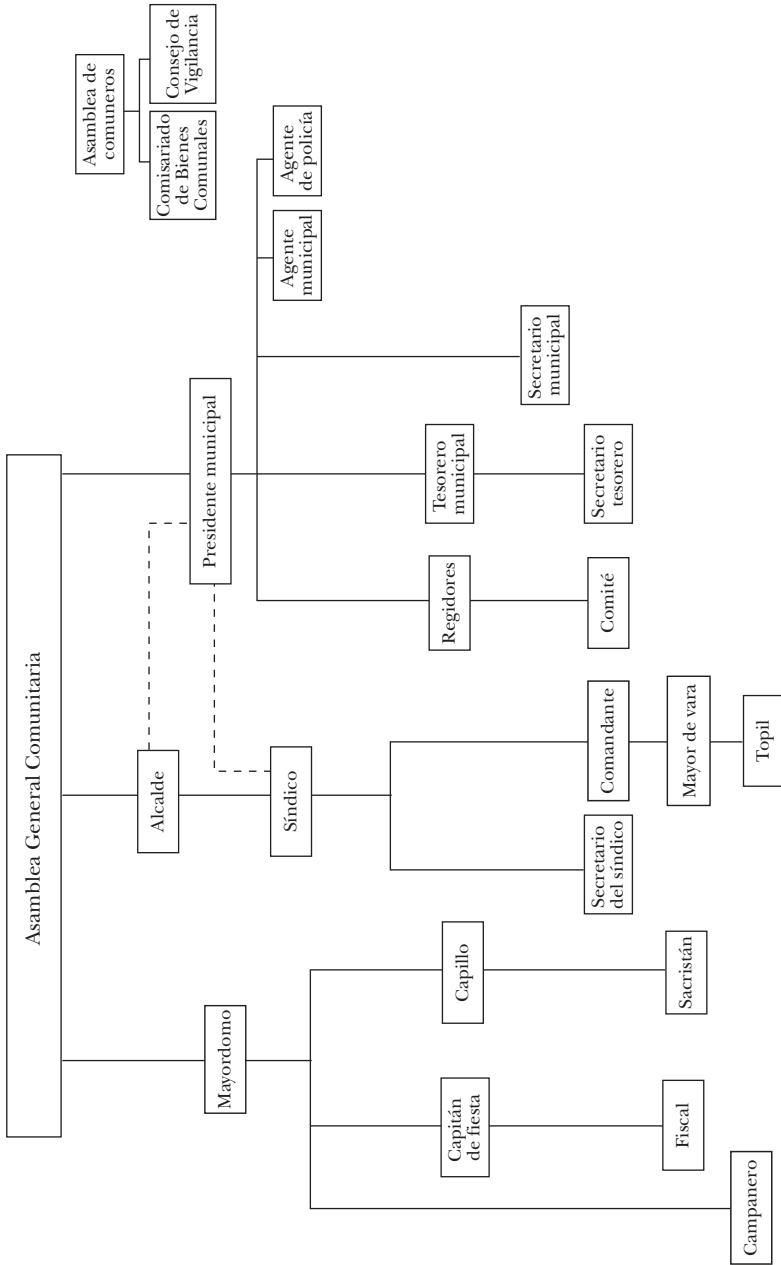 Asamblea General Comunitaria
Mayordomo
Campanero
Capitán
de fiesta
Fiscal
Capillo
Sacristán
Alcalde
Síndico
Secretario
del síndico
Comandante
Mayor de vara
Topil
Presidente municipal
Regidores
Comité
Tesorero
municipal
Secretario
tesorero
Secretario
municipal
Agente
municipal
Agente
de policía
Asamblea de
comuneros
Comisariado
de Bienes
Comunales
Consejo de
Vigilancia